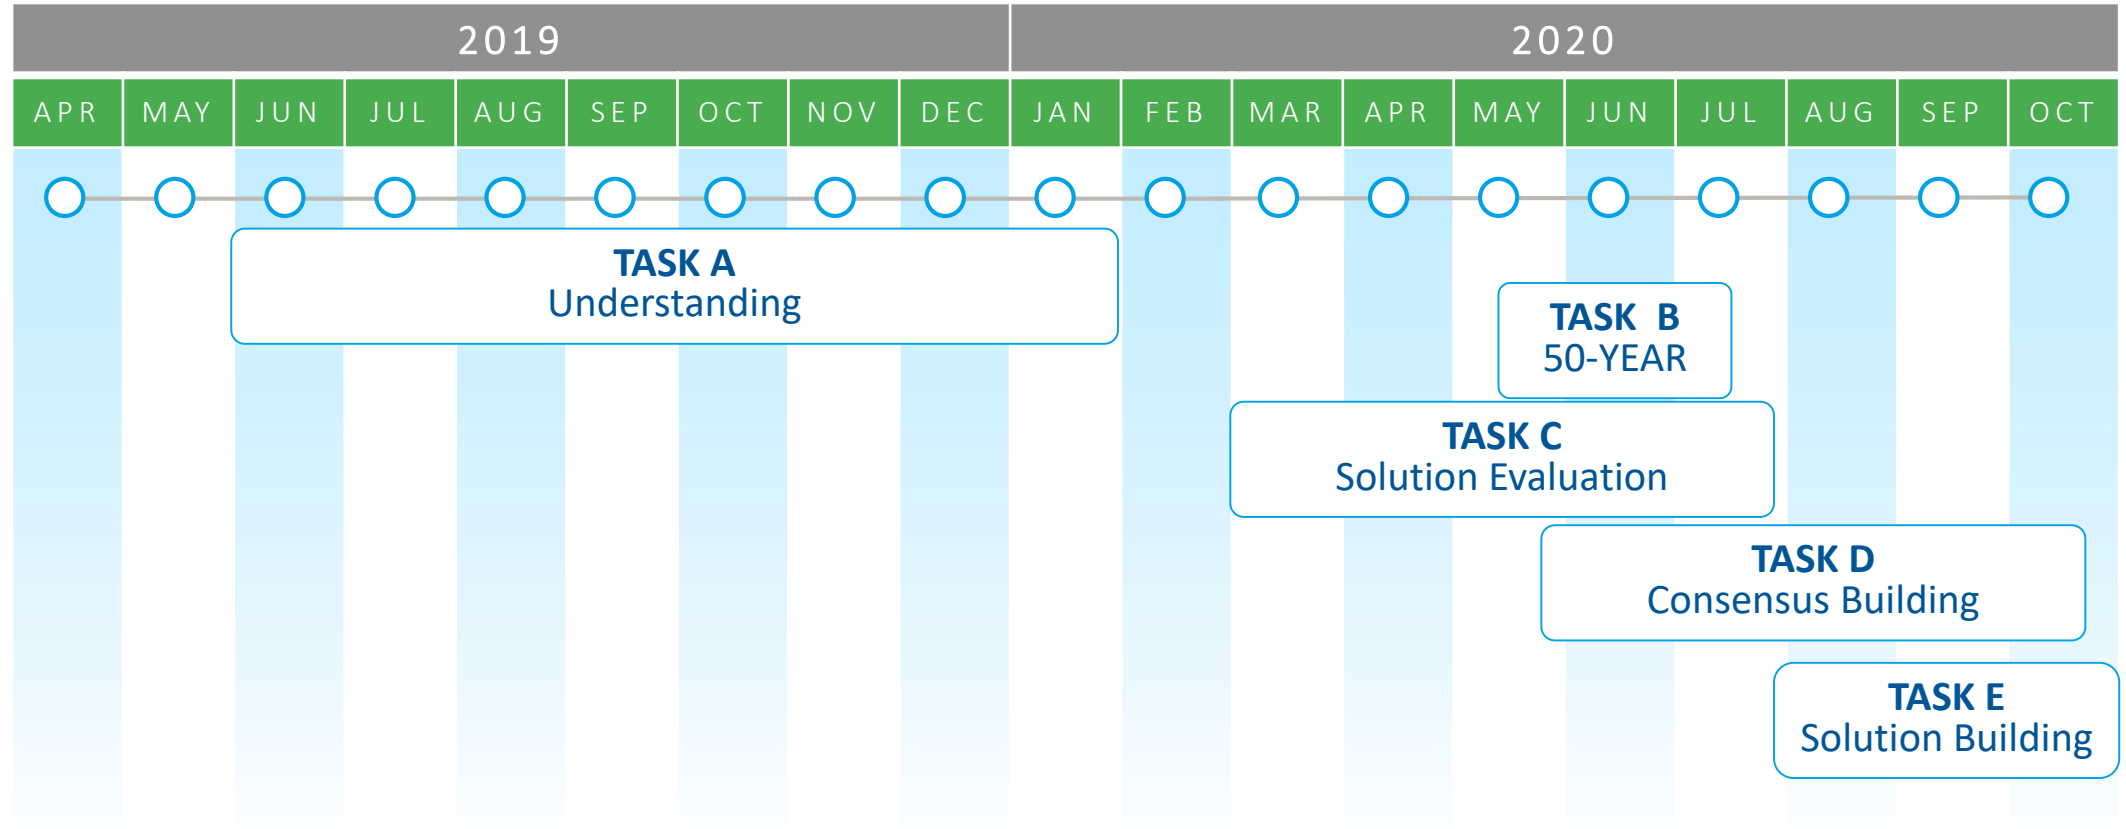 2019 2020
APR MAY JUN JUL AUG SEP OCT NOV DEC JAN FEB MAR APR MAY JUN JUL AUG SEP OCT
TASK A
Understanding
TASK B
50-YEAR
TASK C
Solution Evaluation
TASK D
Consensus Building
TASK E
Solution Building